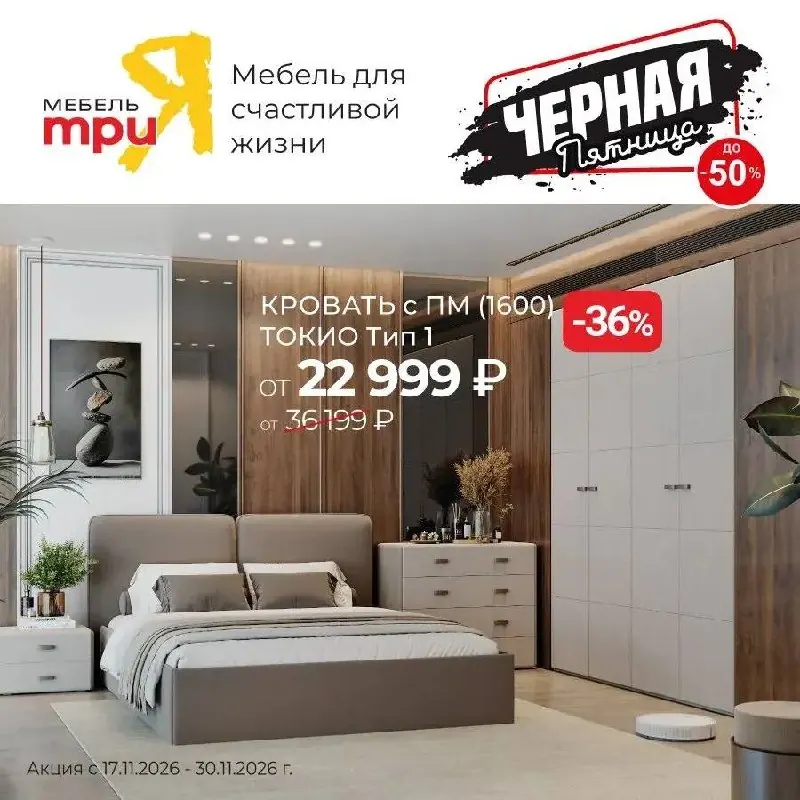 МЕБЕЛЬ
триЯ
Мебель для
счастливой
жизни
ЧЕРНАЯ
Пятница
до
-50%
КРОВАТЬ с ПМ (1600)
ТОКИО Тип 1
-36%
от 22 999 ₽
от 36 199 ₽
Акция с 17.11.2026 - 30.11.2026 г.